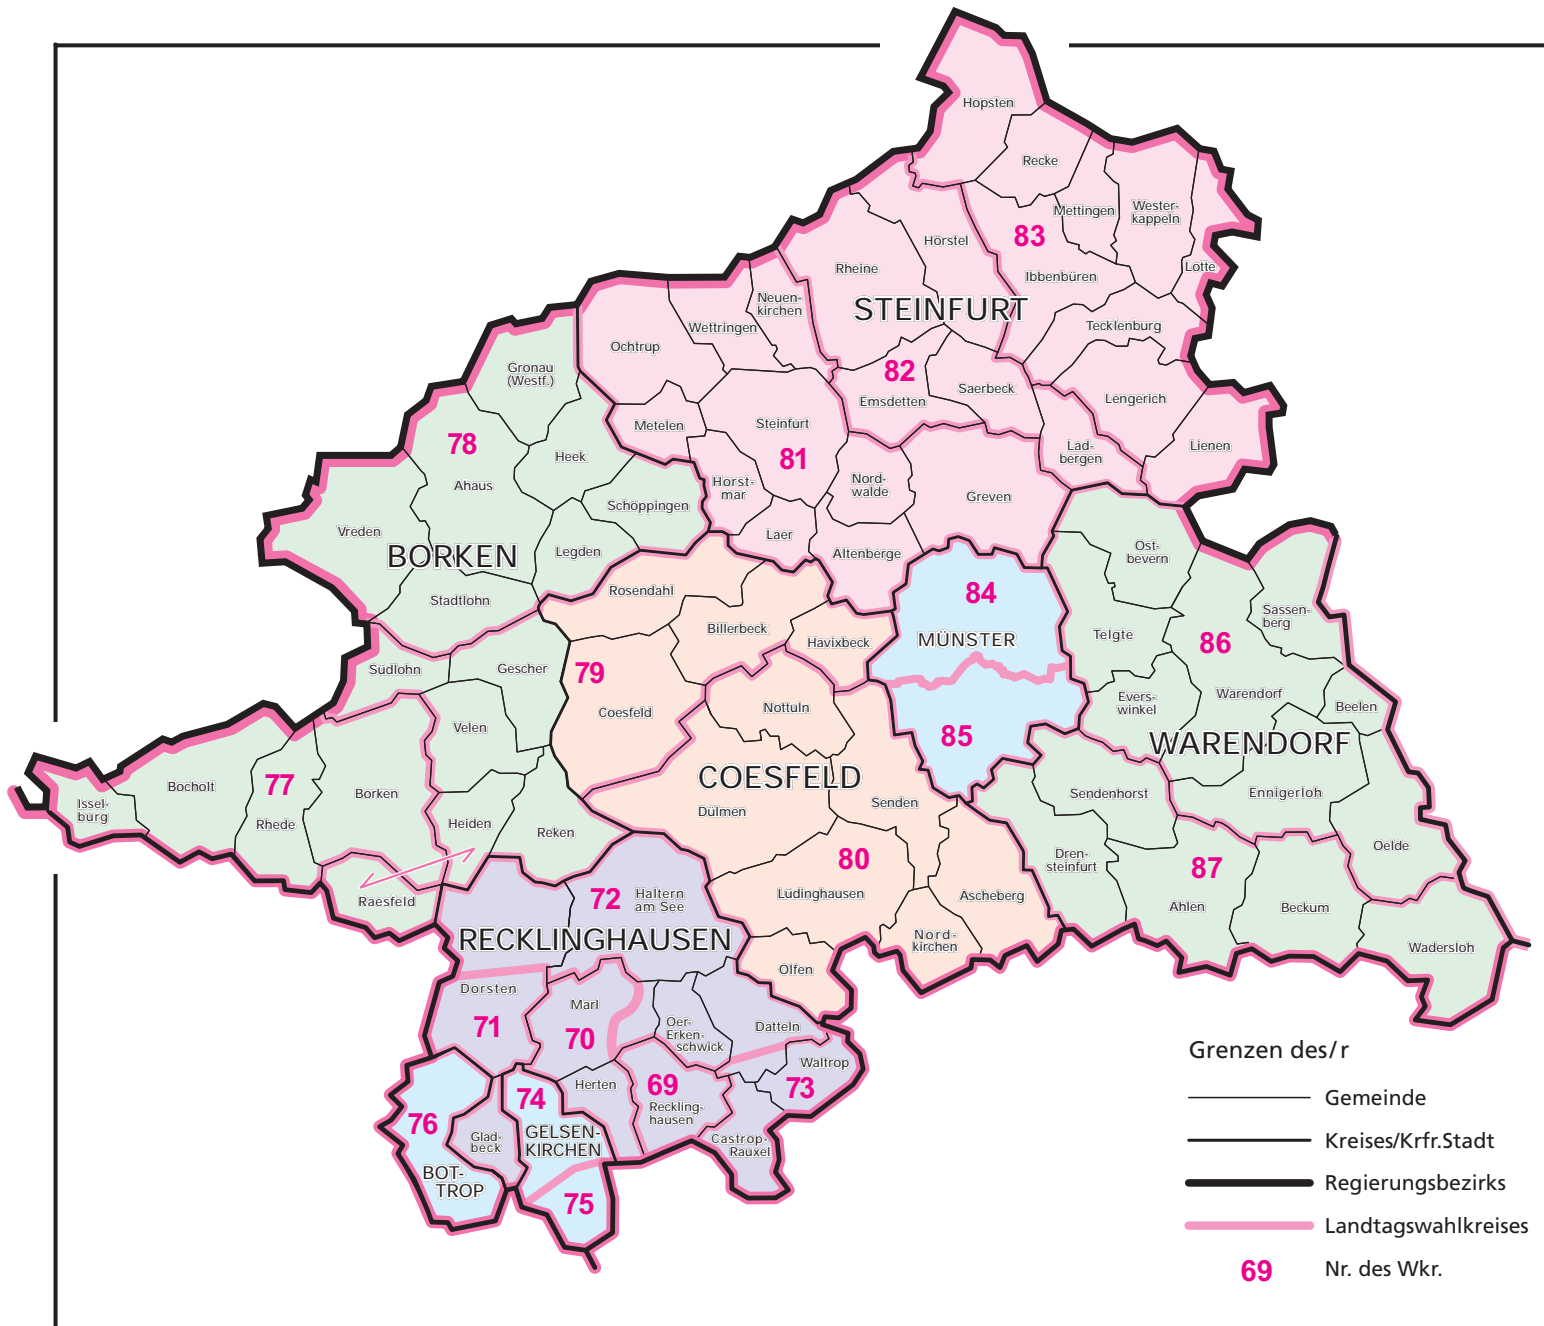 Hopsten
Recke
Mettingen
Wester-
kappeln
Hörstel
83
Rheine
Ibbenbüren
Lotte
Neuen-
kirchen
STEINFURT
Wettringen
Tecklenburg
Ochtrup
Gronau
(Westf.)
82
Saerbeck
Emsdetten
Lengerich
Metelen
Steinfurt
78
Lad-
bergen
Lienen
81
Heek
Ahaus
Horst-
mar
Nord-
walde
Greven
Schöppingen
Vreden
Laer
BORKEN
Legden
Altenberge
Ost-
bevern
Rosendahl
84
Stadtlohn
Sassen-
berg
Billerbeck
Havixbeck
MÜNSTER
Telgte
86
Südlohn
Gescher
79
Evers-
winkel
Warendorf
Beelen
Coesfeld
Nottuln
Velen
85
WARENDORF
COESFELD
Bocholt
77
Borken
Issel-
burg
Senden
Sendenhorst
Ennigerloh
Dülmen
Rhede
Heiden
Reken
Oelde
80
Dren-
steinfurt
87
Raesfeld
72
Haltern
am See
Lüdinghausen
Ascheberg
Ahlen
Beckum
RECKLINGHAUSEN
Nord-
kirchen
Wadersloh
Olfen
Dorsten
Marl
71
70
Oer-
Erken-
schwick
Datteln
Waltrop
Herten
69
73
74
Reckling-
hausen
76
Glad-
beck
GELSEN-
KIRCHEN
Castrop-
Rauxel
BOT-
TROP
75
Grenzen des/r
Gemeinde
Kreises/Krfr.Stadt
Regierungsbezirks
Landtagswahlkreises
69 Nr. des Wkr.